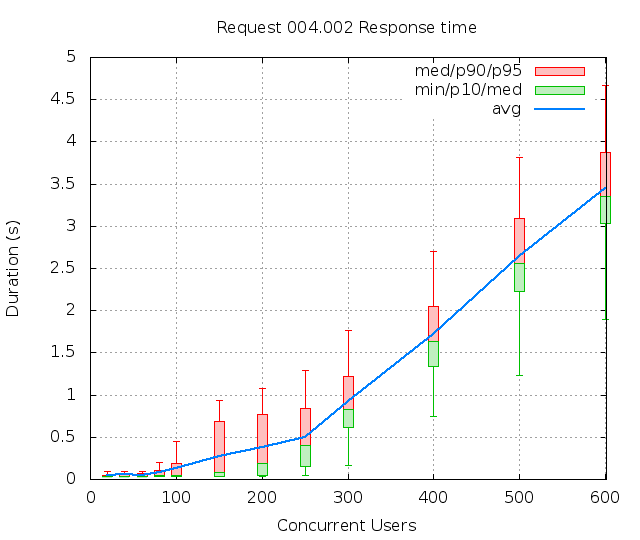 Request 004.002 Response time
med/p90/p95
min/p10/med
avg
5
4.5
4
3.5
3
2.5
2
1.5
1
0.5
0
Duration (s)
0 100 200 300 400 500 600
Concurrent Users